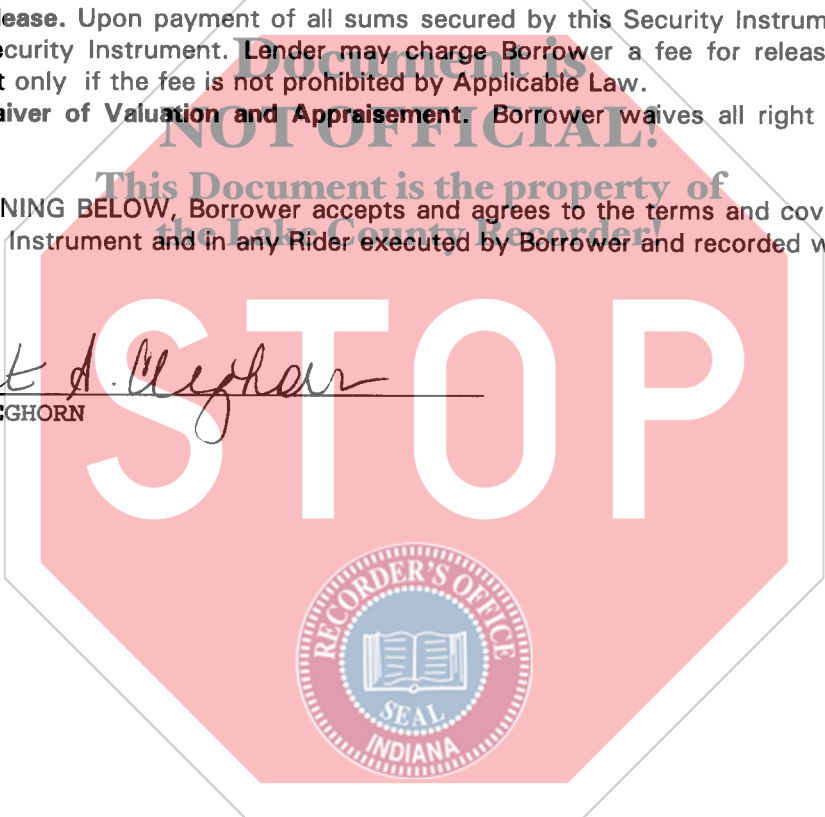 lease. Upon payment of all sums secured by this Security Instrum
ecurity Instrument. Lender may charge Borrower a fee for releas
t only if the fee is not prohibited by Applicable Law.
aiver of Valuation and Appraisement. Borrower waives all right
Document is
NOT OFFICIAL!
This Document is the property of
the Lake County Recorder!
NING BELOW, Borrower accepts and agrees to the terms and cov
Instrument and in any Rider executed by Borrower and recorded w
t A. Cleghorn
GHORN
STOP
RECORDER'S OFFICE
SEAL
INDIANA